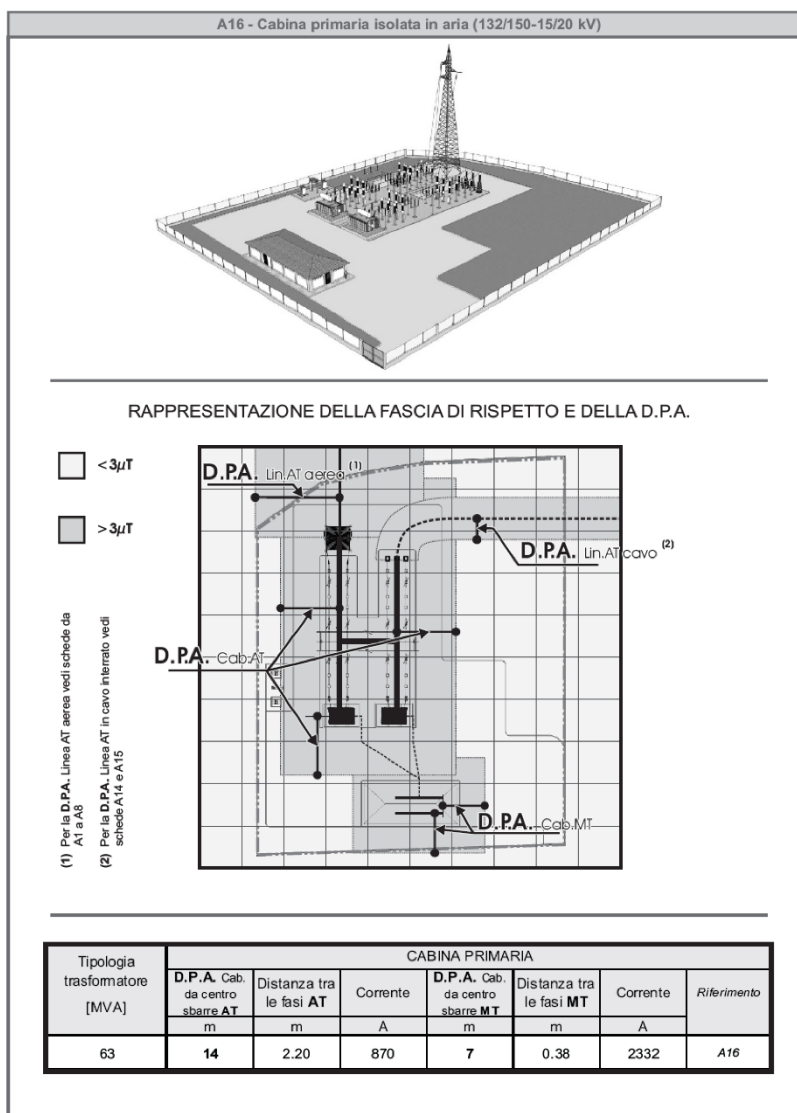 A16 - Cabina primaria isolata in aria (132/150-15/20 kV)
RAPPRESENTAZIONE DELLA FASCIA DI RISPETTO E DELLA D.P.A.
< 3µT
> 3µT
D.P.A. Lin.AT aerea (1)
D.P.A. Lin.AT cavo (2)
D.P.A. Cab.AT
D.P.A. Cab.MT
(1) Per la D.P.A. Linea AT aerea vedi schede da
A1 a A8
(2) Per la D.P.A. Linea AT in cavo interrato vedi
schede A14 e A15
Tipologia
trasformatore
[MVA]
CABINA PRIMARIA
D.P.A. Cab.
da centro
sbarre AT
Distanza tra
le fasi AT
Corrente
D.P.A. Cab.
da centro
sbarre MT
Distanza tra
le fasi MT
Corrente
Riferimento
m m A m m A
63 14 2.20 870 7 0.38 2332 A16